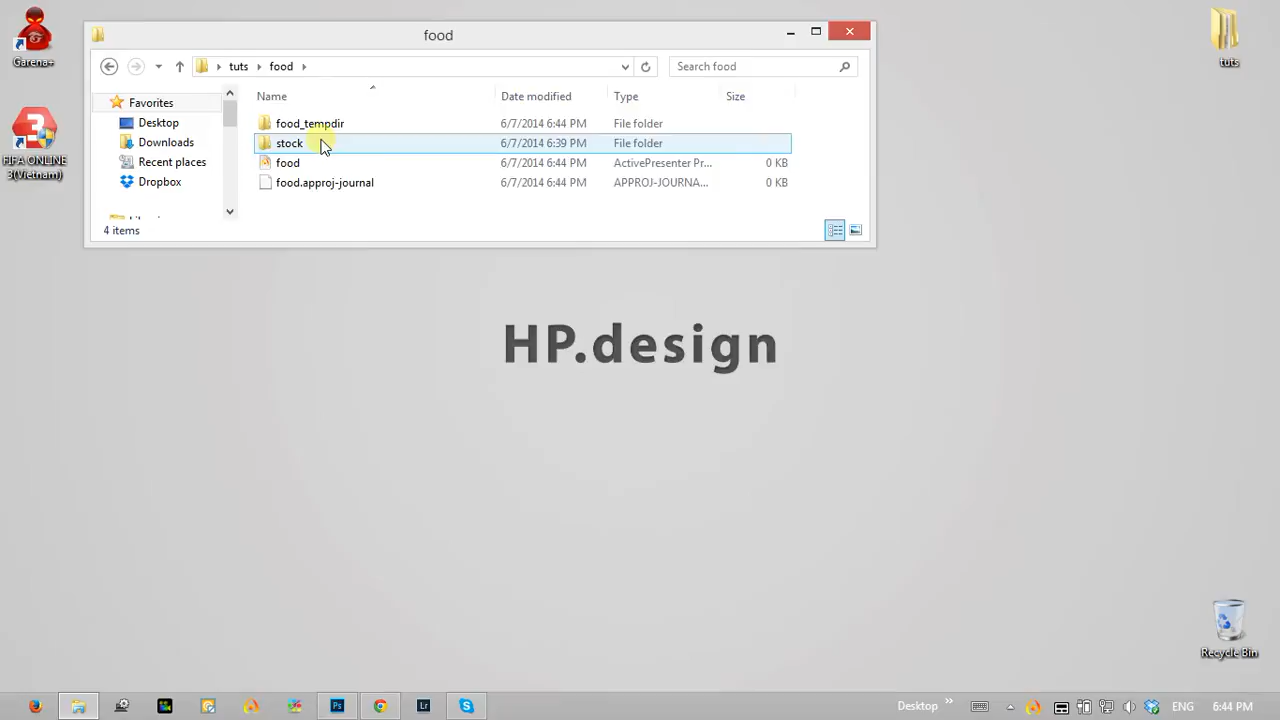 Garena+
FIFA ONLINE
3(Vietnam)
tuts
Recycle Bin
food
tuts
food
Search food
Name
Date modified
Type
Size
Favorites
Desktop
Downloads
Recent places
Dropbox
food_tempdir
6/7/2014 6:44 PM
File folder
stock
6/7/2014 6:39 PM
File folder
food
6/7/2014 6:44 PM
ActivePresenter Pr...
0 KB
food.approj-journal
6/7/2014 6:44 PM
APPROJ-JOURNA...
0 KB
4 items
HP.design
Ps
Lr
Desktop
ENG
6:44 PM